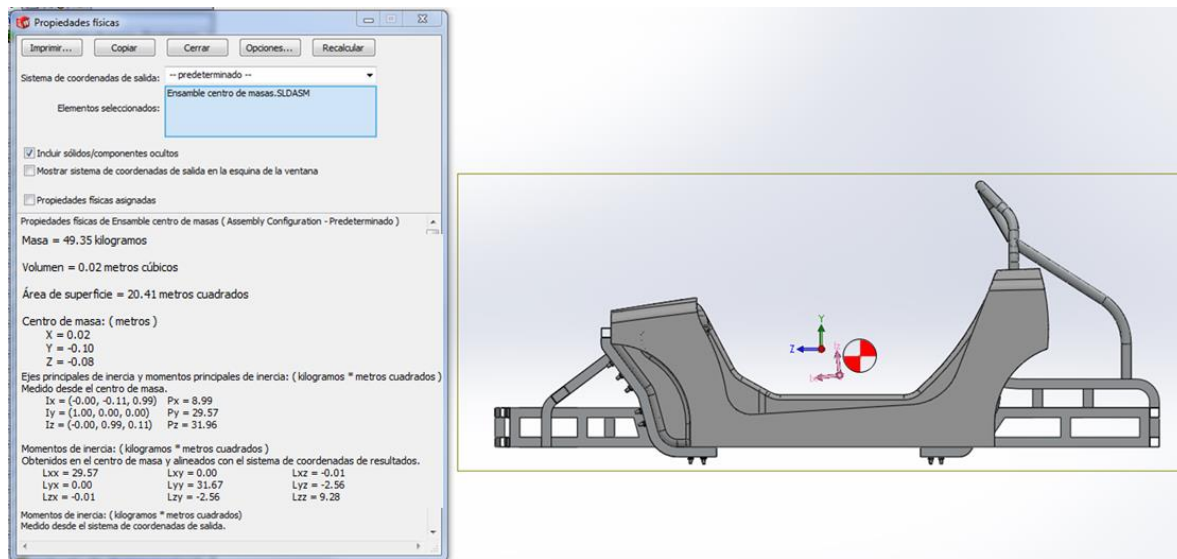 Propiedades físicas
Imprimir... Copiar Cerrar Opciones... Recalcular
Sistema de coordenadas de salida: -- predeterminado --
Elementos seleccionados: Ensamble centro de masas.SLDASM
Incluir sólidos/componentes ocultos
Mostrar sistema de coordenadas de salida en la esquina de la ventana
Propiedades físicas asignadas
Propiedades físicas de Ensamble centro de masas ( Assembly Configuration - Predeterminado )
Masa = 49.35 kilogramos
Volumen = 0.02 metros cúbicos
Área de superficie = 20.41 metros cuadrados
Centro de masa: ( metros )
X = 0.02
Y = -0.10
Z = -0.08
Ejes principales de inercia y momentos principales de inercia: ( kilogramos * metros cuadrados )
Medido desde el centro de masa.
Ix = (-0.00, -0.11, 0.99) Px = 8.99
Iy = (1.00, 0.00, 0.00) Py = 29.57
Iz = (-0.00, 0.99, 0.11) Pz = 31.96
Momentos de inercia: ( kilogramos * metros cuadrados )
Obtenidos en el centro de masa y alineados con el sistema de coordenadas de resultados.
Lxx = 29.57 Lxy = 0.00 Lxz = -0.01
Lyx = 0.00 Lyy = 31.67 Lyz = -2.56
Lzx = -0.01 Lzy = -2.56 Lzz = 9.28
Momentos de inercia: ( kilogramos * metros cuadrados)
Medido desde el sistema de coordenadas de salida.
Y
Z